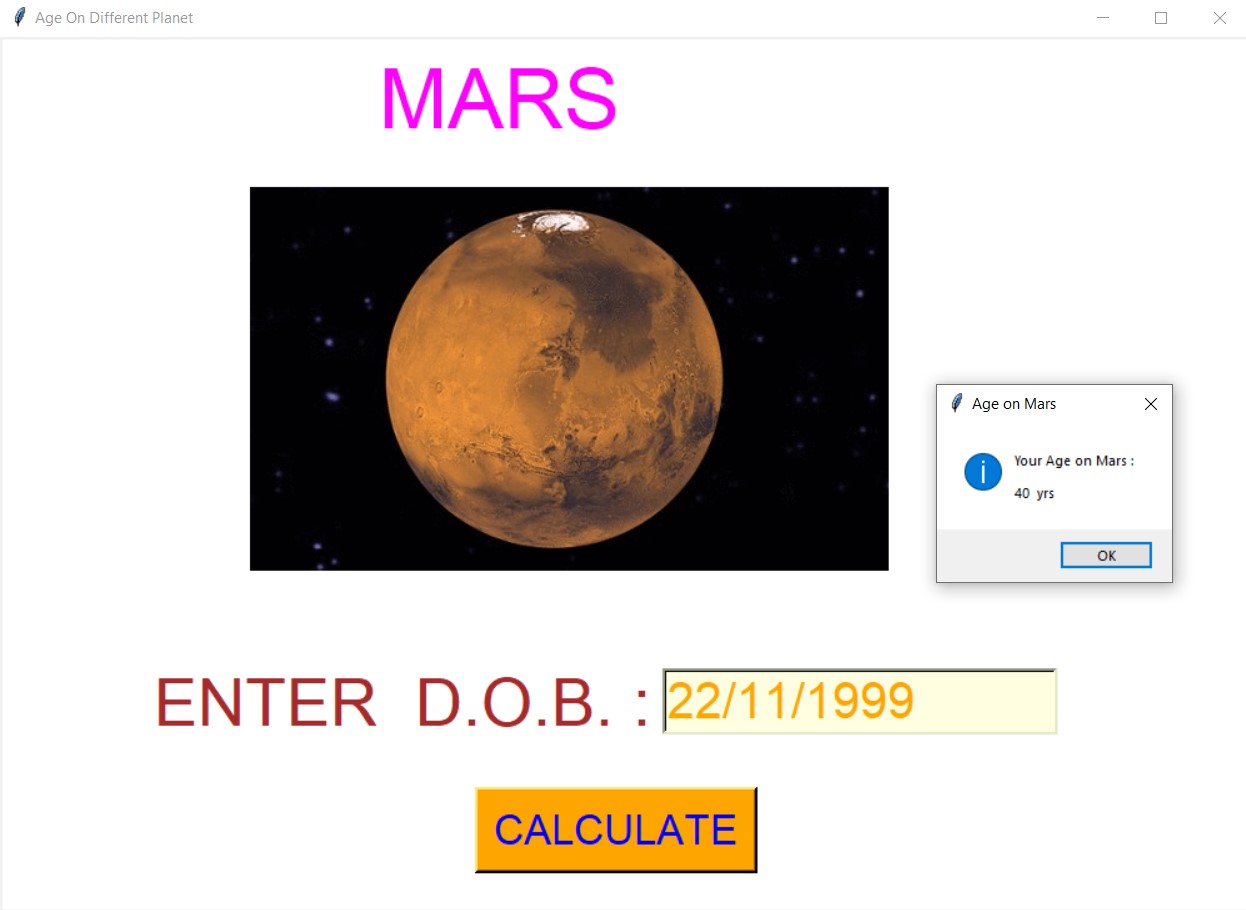 Age On Different Planet
MARS
Age on Mars
i
Your Age on Mars :
40  yrs
OK
ENTER  D.O.B. :
22/11/1999
CALCULATE